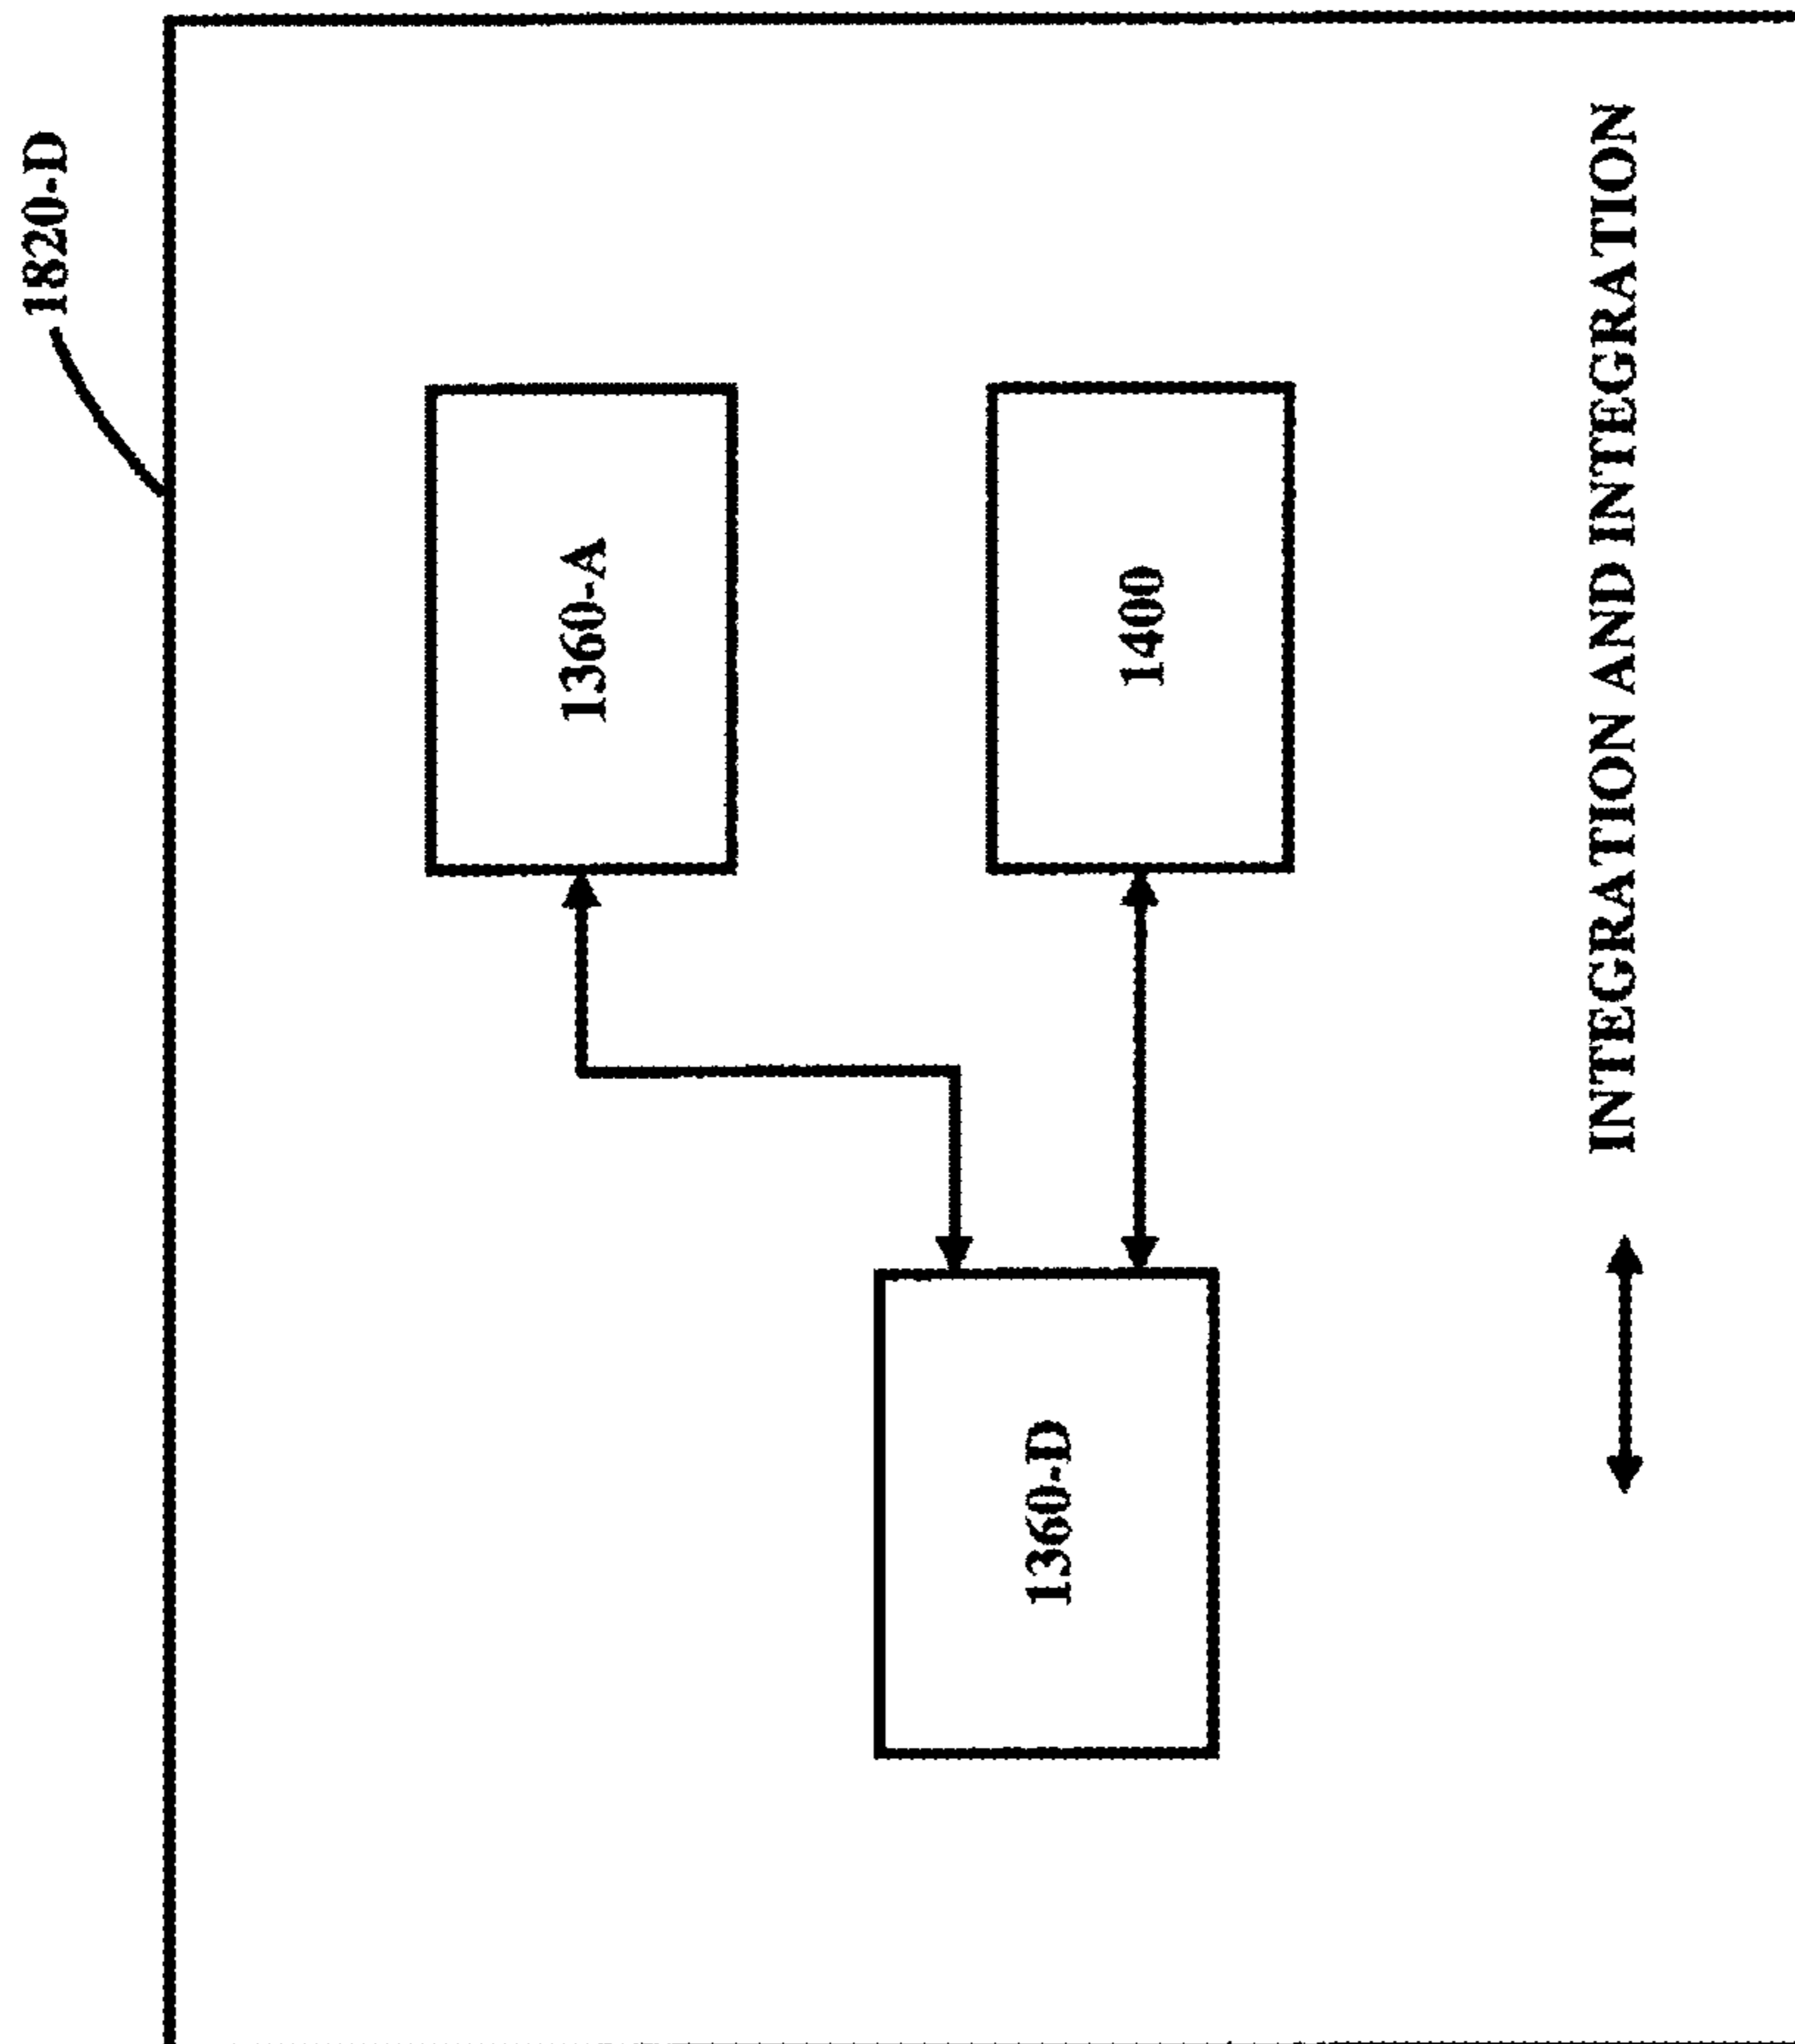 1820-D
1360-A
1400
1360-D
INTEGRATION AND INTEGRATION